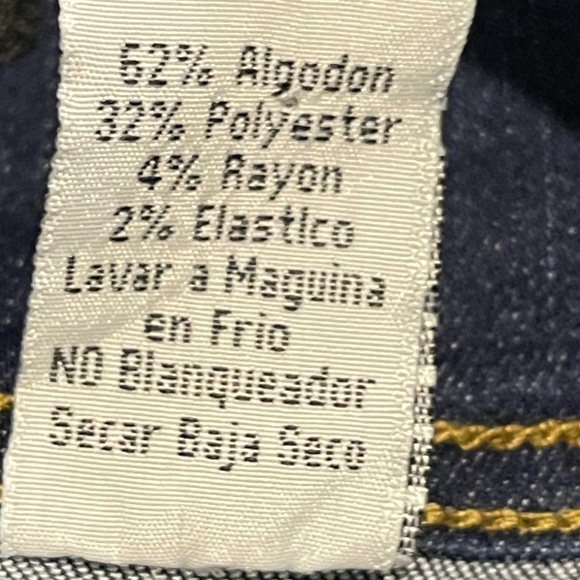 62% Algodon
32% Polyester
4% Rayon
2% Elastico
Lavar a Maguina
en Frio
NO Blanqueador
Secar Baja Seco